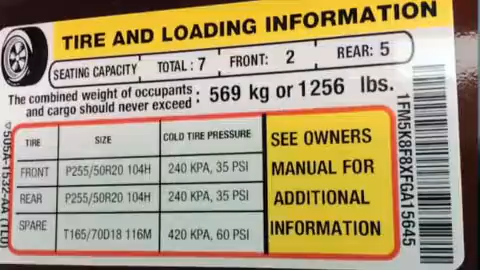 TIRE AND LOADING INFORMATION
SEATING CAPACITY TOTAL: 7 FRONT: 2 REAR: 5
The combined weight of occupants and cargo should never exceed : 569 kg or 1256 lbs.
TIRE SIZE COLD TIRE PRESSURE
FRONT P255/50R20 104H 240 KPA, 35 PSI
REAR P255/50R20 104H 240 KPA, 35 PSI
SPARE T165/70D18 116M 420 KPA, 60 PSI
SEE OWNERS
MANUAL FOR
ADDITIONAL
INFORMATION
1FM5K8F8XFGA15645